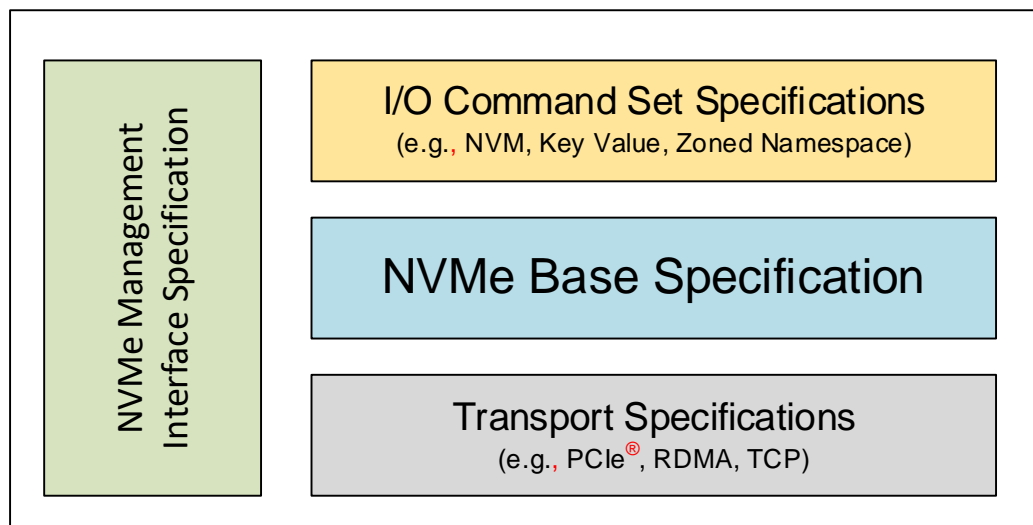 NVMe Management
Interface Specification
I/O Command Set Specifications
(e.g., NVM, Key Value, Zoned Namespace)
NVMe Base Specification
Transport Specifications
(e.g., PCIe®, RDMA, TCP)